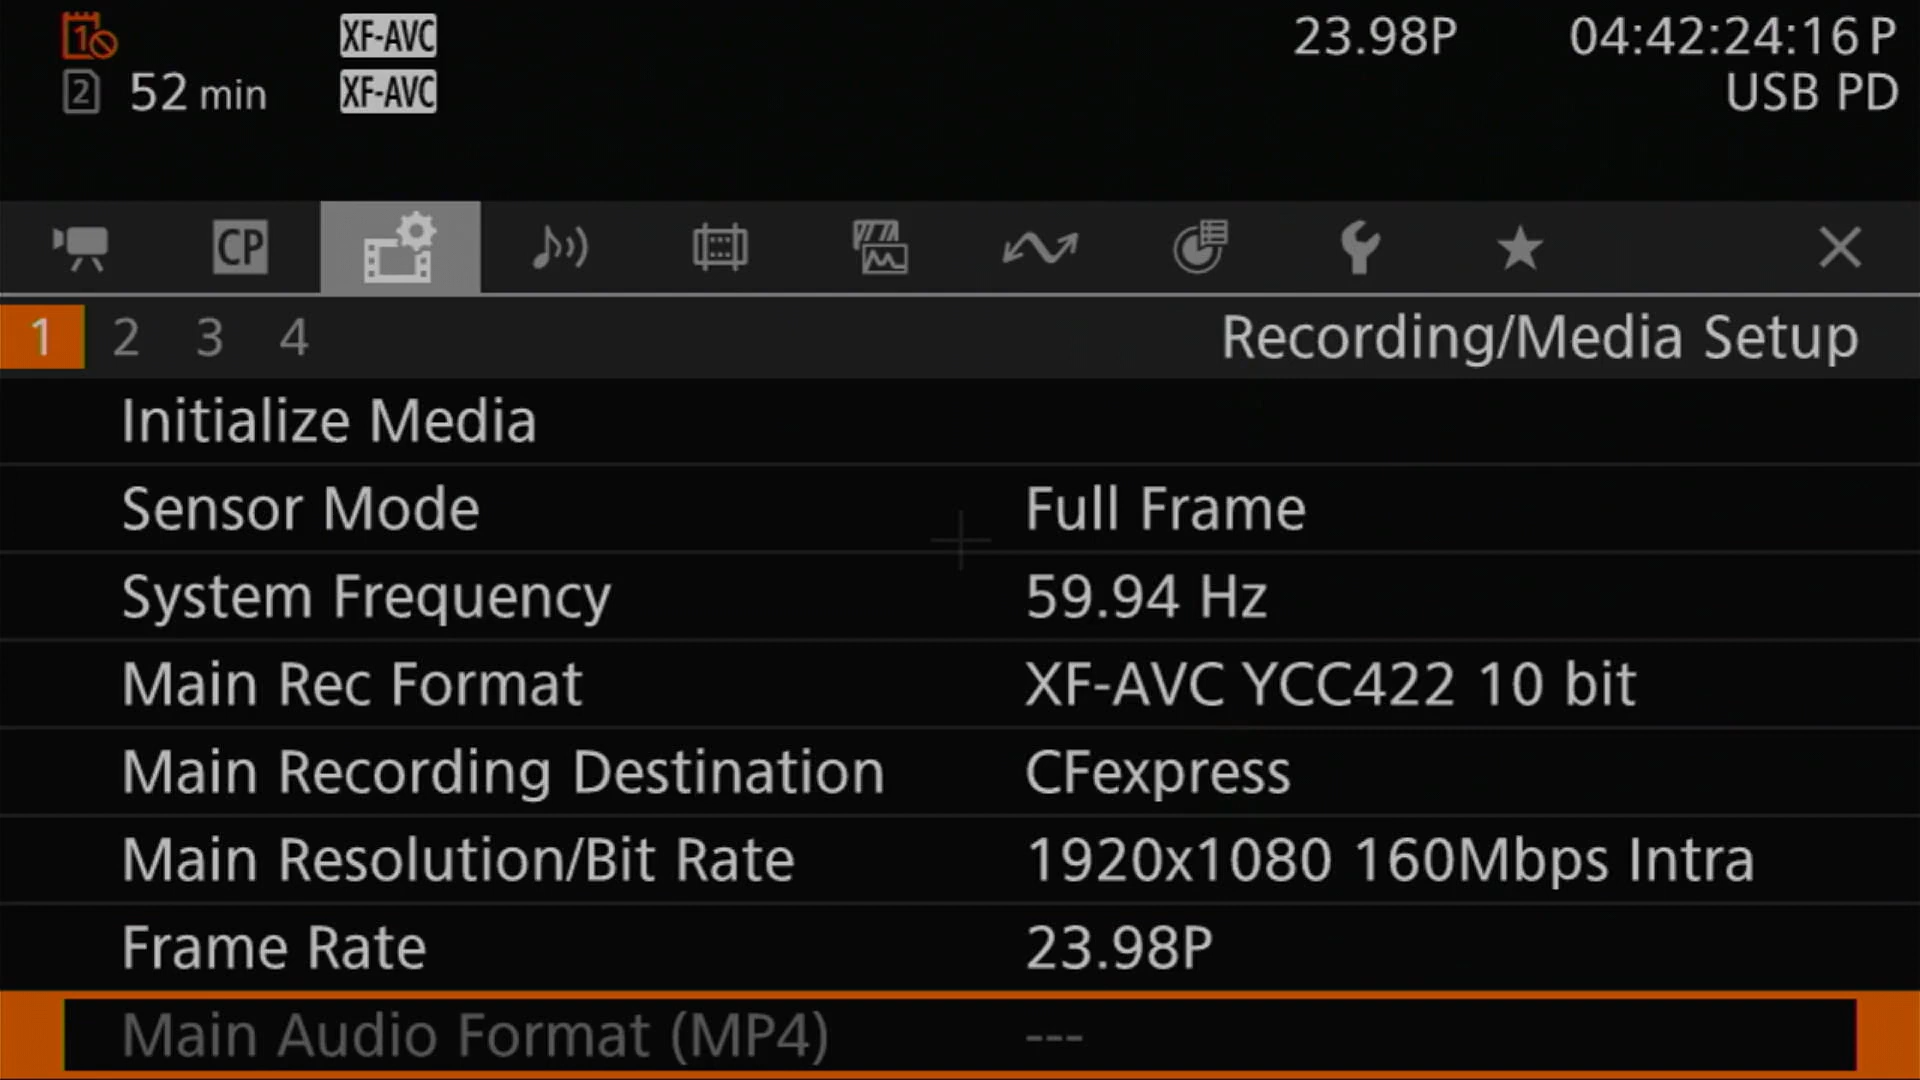 1 XF-AVC 23.98P 04:42:24:16 P
2 52 min XF-AVC USB PD
CP
1 2 3 4 Recording/Media Setup
Initialize Media
Sensor Mode Full Frame
System Frequency 59.94 Hz
Main Rec Format XF-AVC YCC422 10 bit
Main Recording Destination CFexpress
Main Resolution/Bit Rate 1920x1080 160Mbps Intra
Frame Rate 23.98P
Main Audio Format (MP4) ---